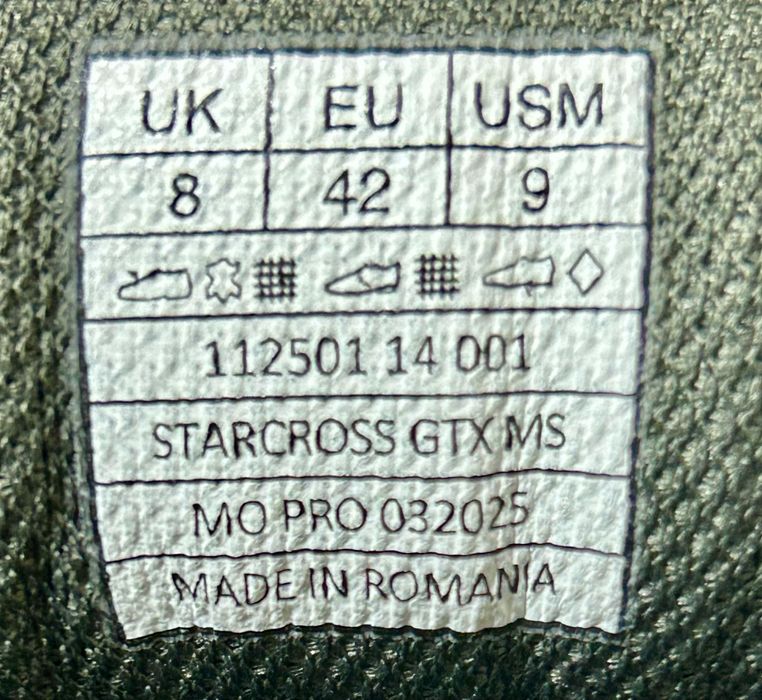 UK EU USM
8 42 9
112501 14 001
STARCROSS GTX MS
MO PRO 032025
MADE IN ROMANIA